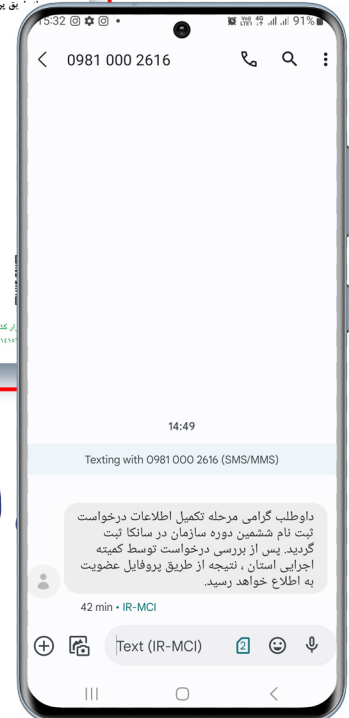 15:32
91%
0981 000 2616
14:49
Texting with 0981 000 2616 (SMS/MMS)
داوطلب گرامی مرحله تکمیل اطلاعات درخواست
ثبت نام ششمین دوره سازمان در سانکا ثبت
گردید. پس از بررسی درخواست توسط کمیته
اجرایی استان ، نتیجه از طریق پروفایل عضویت
به اطلاع خواهد رسید.
42 min • IR-MCI
Text (IR-MCI)
2